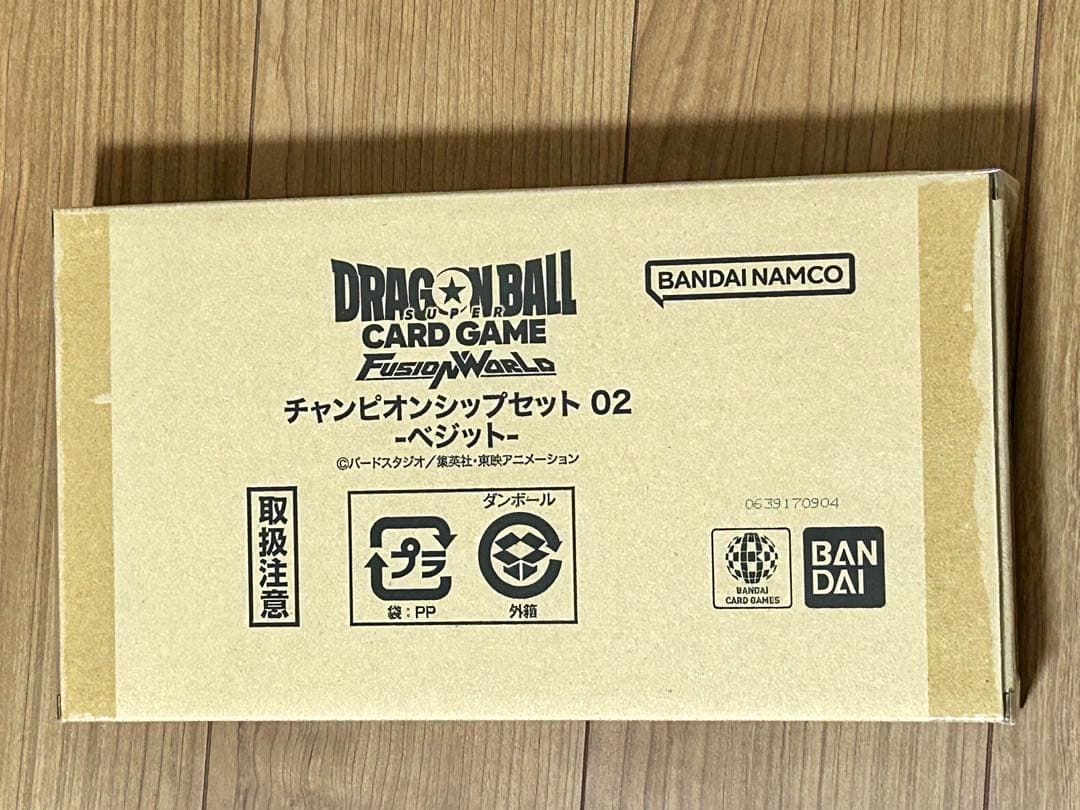 DRAGON BALL
SUPER
CARD GAME
FUSION WORLD
BANDAI NAMCO
チャンピオンシップセット 02
-ベジット-
©バードスタジオ/集英社・東映アニメーション
取扱注意
プラ
袋:PP
ダンボール
外箱
0639170904
BANDAI
CARD GAMES
BAN
DAI